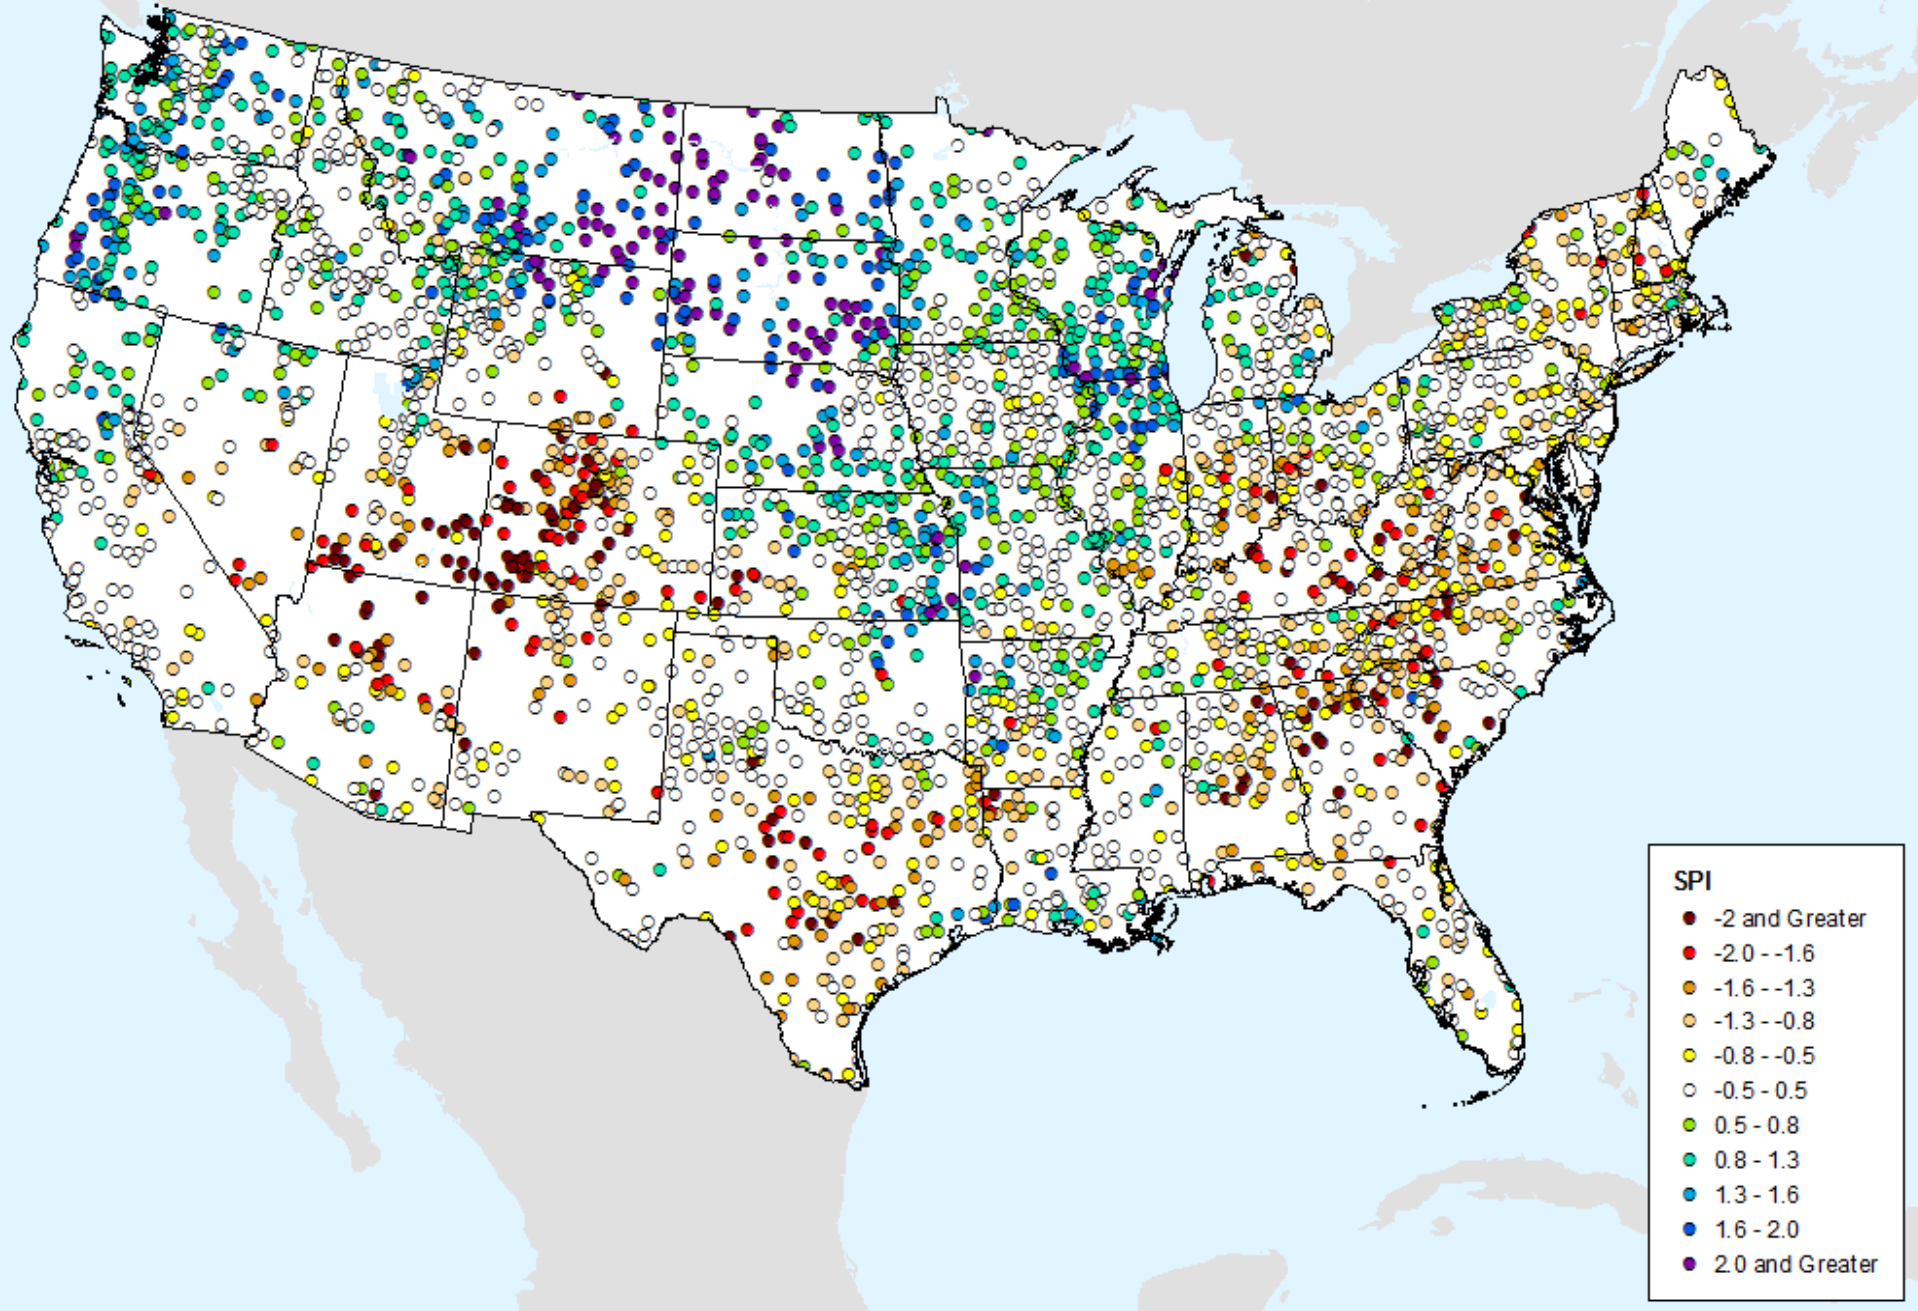 SPI
-2 and Greater
-2.0 - -1.6
-1.6 - -1.3
-1.3 - -0.8
-0.8 - -0.5
-0.5 - 0.5
0.5 - 0.8
0.8 - 1.3
1.3 - 1.6
1.6 - 2.0
2.0 and Greater